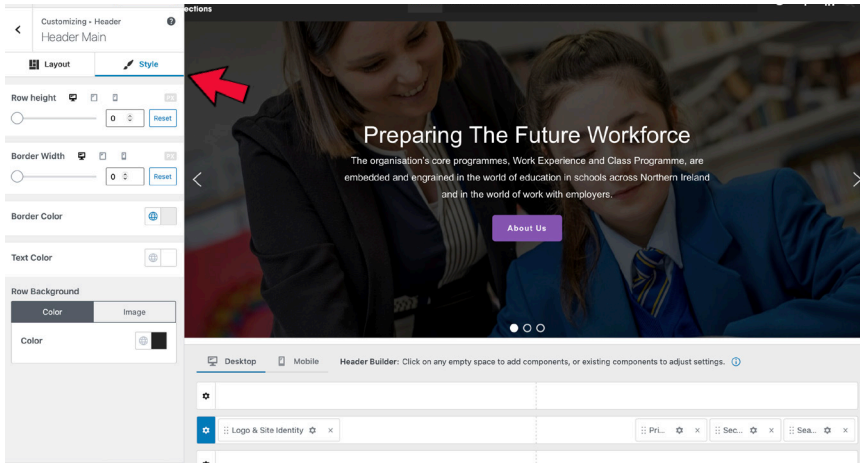 ections
Customizing • Header
Header Main
Layout
Style
Row height
PX
0
Reset
Border Width
PX
0
Reset
Border Color
Text Color
Row Background
Color
Image
Color
Preparing The Future Workforce
The organisation's core programmes, Work Experience and Class Programme, are
embedded and engrained in the world of education in schools across Northern Ireland
and in the world of work with employers.
About Us
Desktop
Mobile
Header Builder: Click on any empty space to add components, or existing components to adjust settings.
Logo & Site Identity
Pri...
Sec...
Sea...